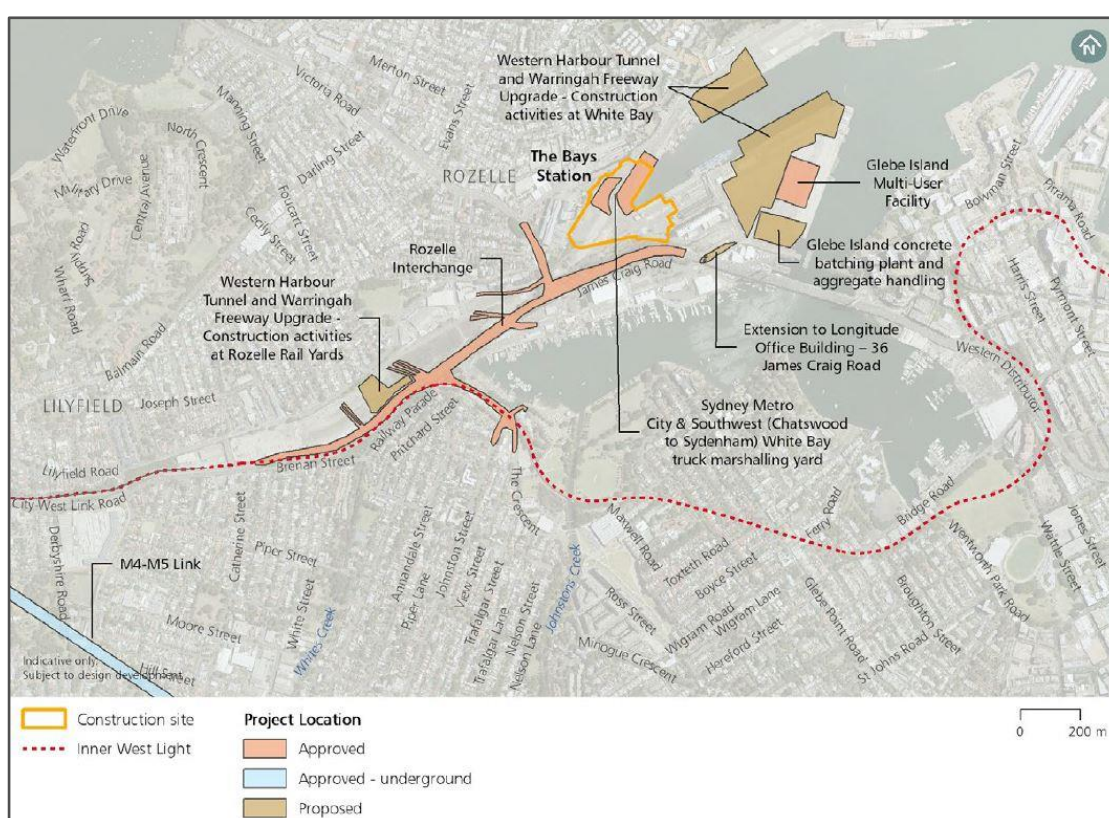 N
Western Harbour Tunnel
and Warringah Freeway
Upgrade - Construction
activities at White Bay
The Bays
Station
ROZELLE
Glebe Island
Multi-User
Facility
Glebe Island concrete
batching plant and
aggregate handling
Rozelle
Interchange
Western Harbour
Tunnel and Warringah
Freeway Upgrade -
Construction activities
at Rozelle Rail Yards
Extension to Longitude
Office Building – 36
James Craig Road
Sydney Metro
City & Southwest (Chatswood
to Sydenham) White Bay
truck marshalling yard
LILYFIELD
M4-M5 Link
Waterfront Drive
Military Drive
North Crescent
Central Avenue
Manning Street
Victoria Road
Merton Street
Evans Street
Darling Street
Foucart Street
Cecily Street
Wharf Road
Balmain Road
Joseph Street
Lilyfield Road
City West Link Road
Derbyshire Road
Brenan Street
Railway Parade
Pritchard Street
James Craig Road
The Crescent
Catherine Street
Piper Street
White Street
Moore Street
Hill Street
Whites Creek
Annandale Street
Piper Lane
Johnston Street
View Street
Trafalgar Street
Trafalgar Lane
Nelson Street
Nelson Lane
Johnstons Creek
Maxwell Road
Toxteth Road
Boyce Street
Ross Street
Wigram Road
Wigram Lane
Minogue Crescent
Hereford Street
Ferry Road
Glebe Point Road
Broughton Street
St Johns Road
Bridge Road
Wentworth Park Road
Wattle Street
Jones Street
Western Distributor
Bowman Street
Pirrama Road
Harris Street
Pyrmont Street
Indicative only.
Subject to design development
Construction site
Inner West Light
Project Location
Approved
Approved - underground
Proposed
0 200 m